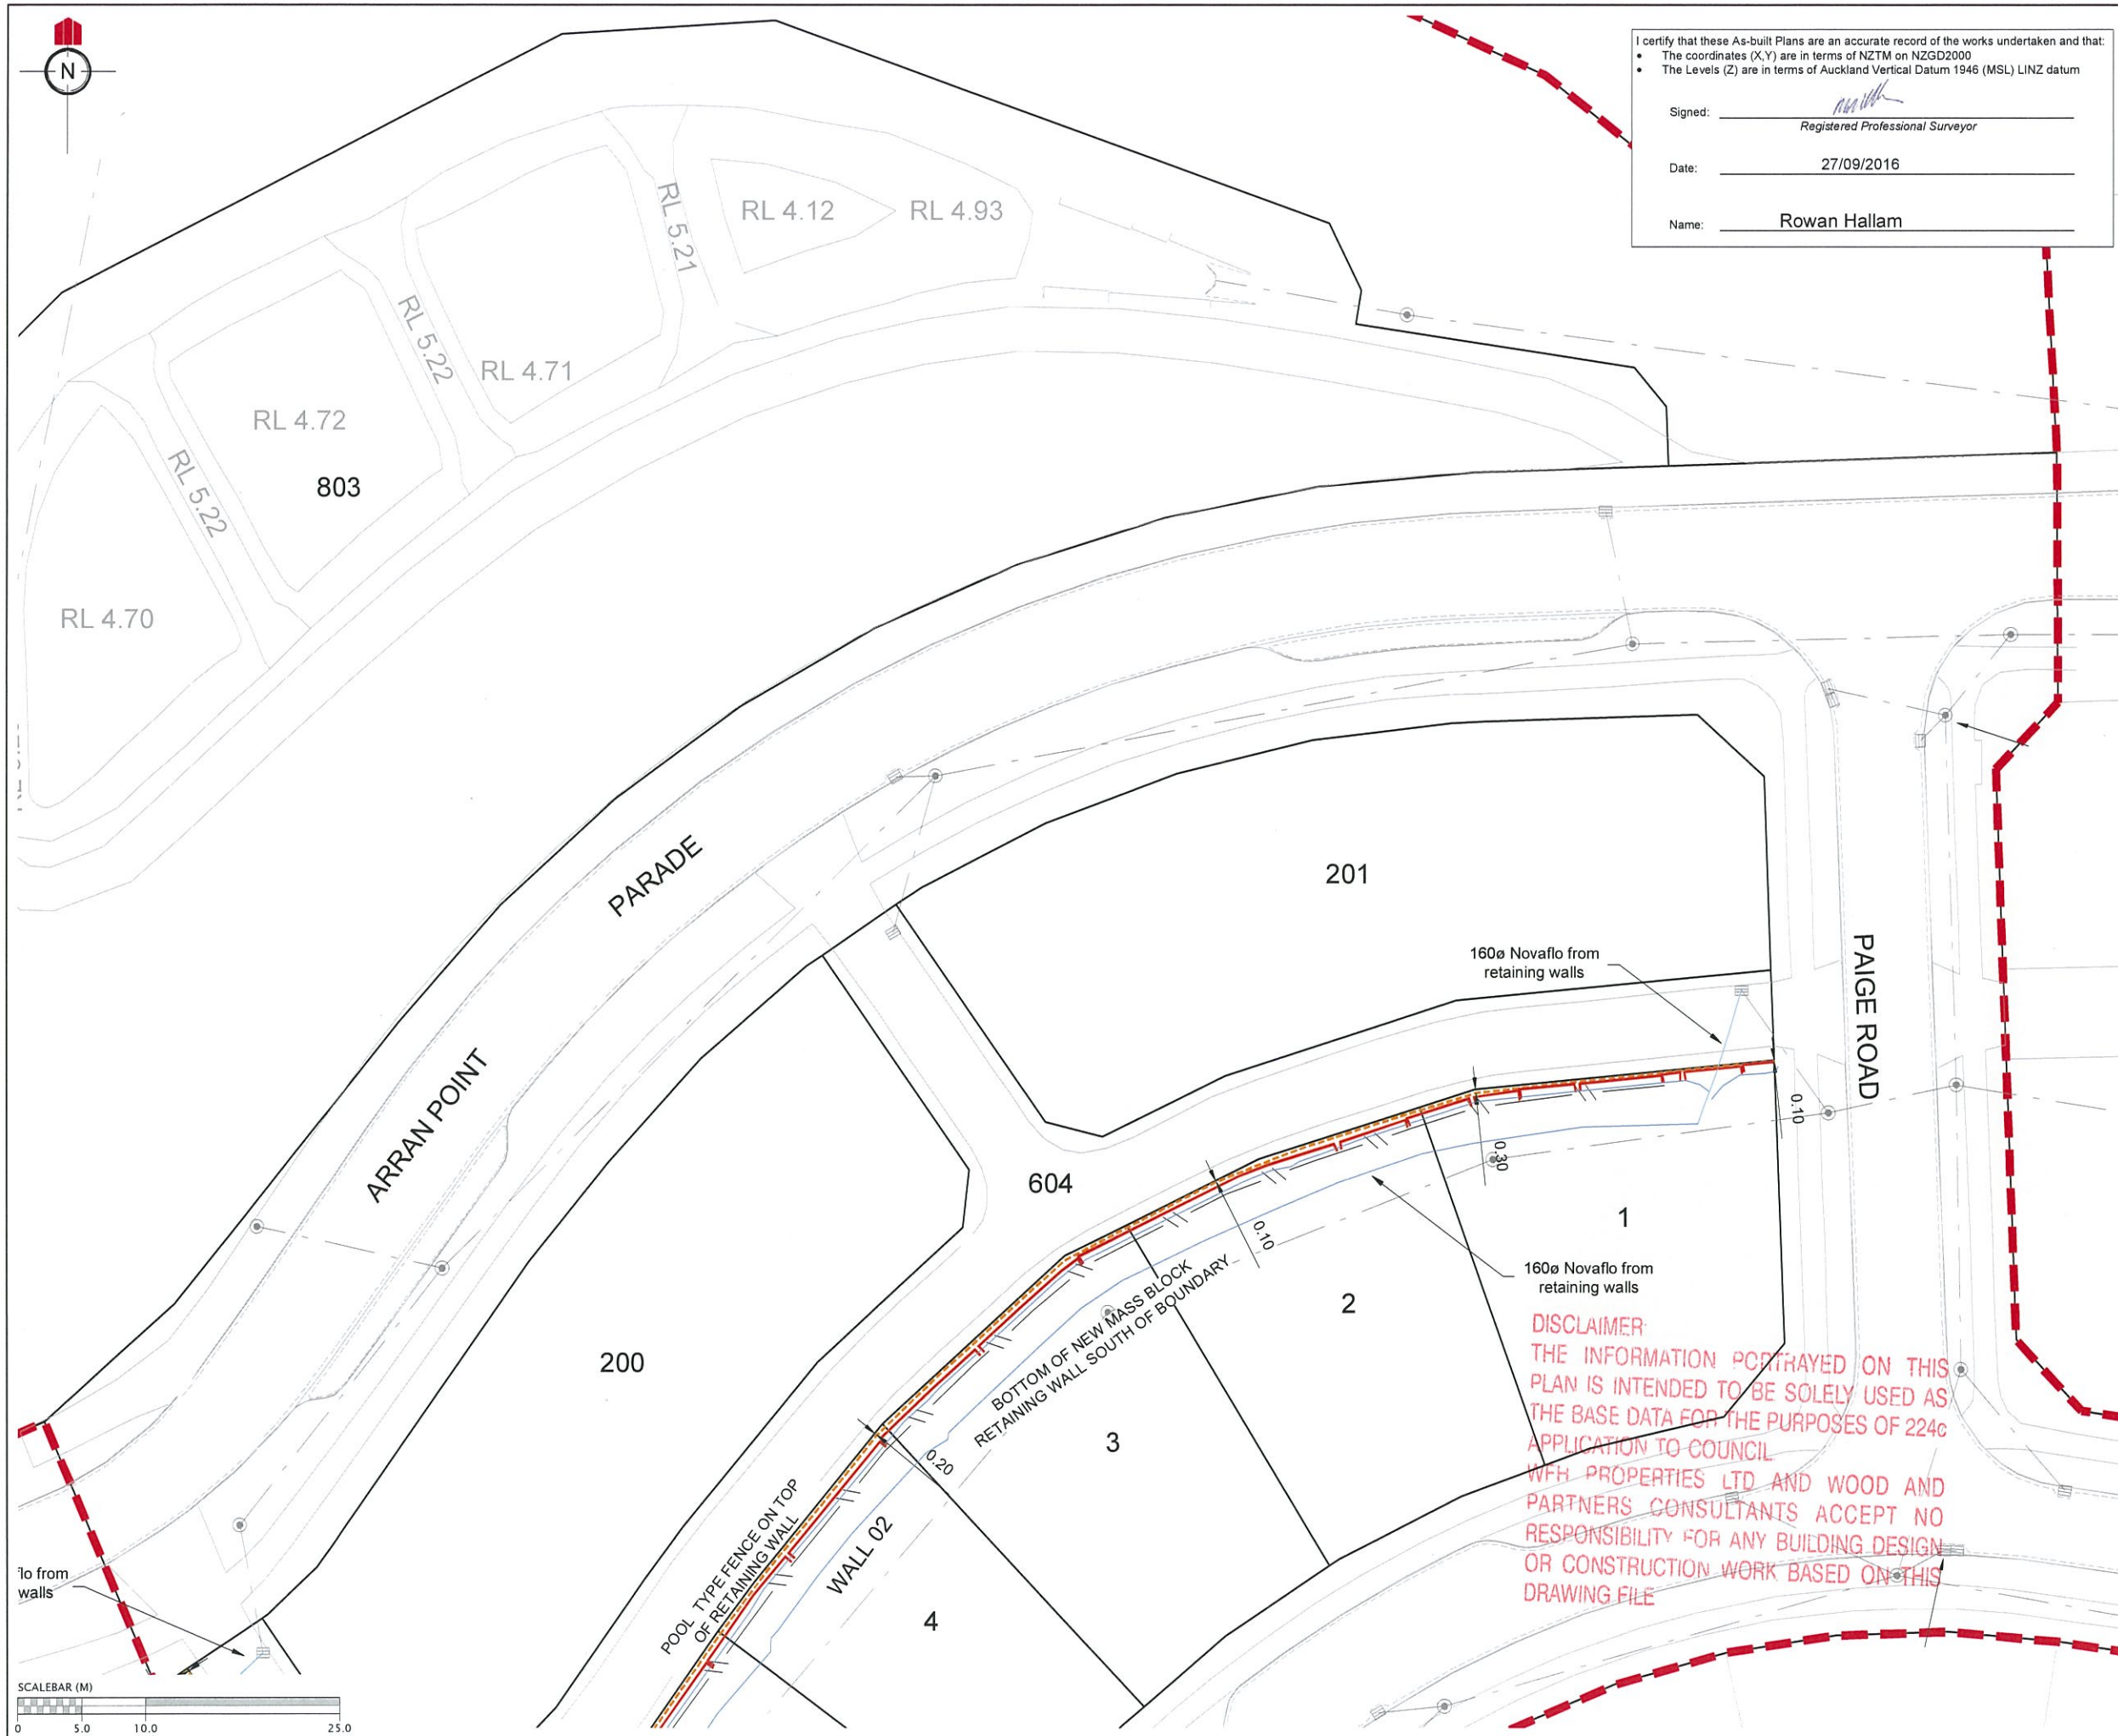 N
I certify that these As-built Plans are an accurate record of the works undertaken and that:
• The coordinates (X,Y) are in terms of NZTM on NZGD2000
• The Levels (Z) are in terms of Auckland Vertical Datum 1946 (MSL) LINZ datum
Signed:
Registered Professional Surveyor
Date: 27/09/2016
Name: Rowan Hallam
RL 4.12
RL 4.93
RL 5.21
RL 5.22
RL 4.71
RL 4.72
RL 5.22
803
RL 4.70
PARADE
ARRAN POINT
201
PAIGE ROAD
160ø Novaflo from
retaining walls
0.10
0.30
604
0.10
1
160ø Novaflo from
retaining walls
2
BOTTOM OF NEW MASS BLOCK
RETAINING WALL SOUTH OF BOUNDARY
200
3
0.20
POOL TYPE FENCE ON TOP
OF RETAINING WALL
WALL 02
4
DISCLAIMER:
THE INFORMATION PORTRAYED ON THIS
PLAN IS INTENDED TO BE SOLELY USED AS
THE BASE DATA FOR THE PURPOSES OF 224c
APPLICATION TO COUNCIL
WFH PROPERTIES LTD AND WOOD AND
PARTNERS CONSULTANTS ACCEPT NO
RESPONSIBILITY FOR ANY BUILDING DESIGN
OR CONSTRUCTION WORK BASED ON THIS
DRAWING FILE
lo from
walls
SCALEBAR (M)
0 5.0 10.0 25.0